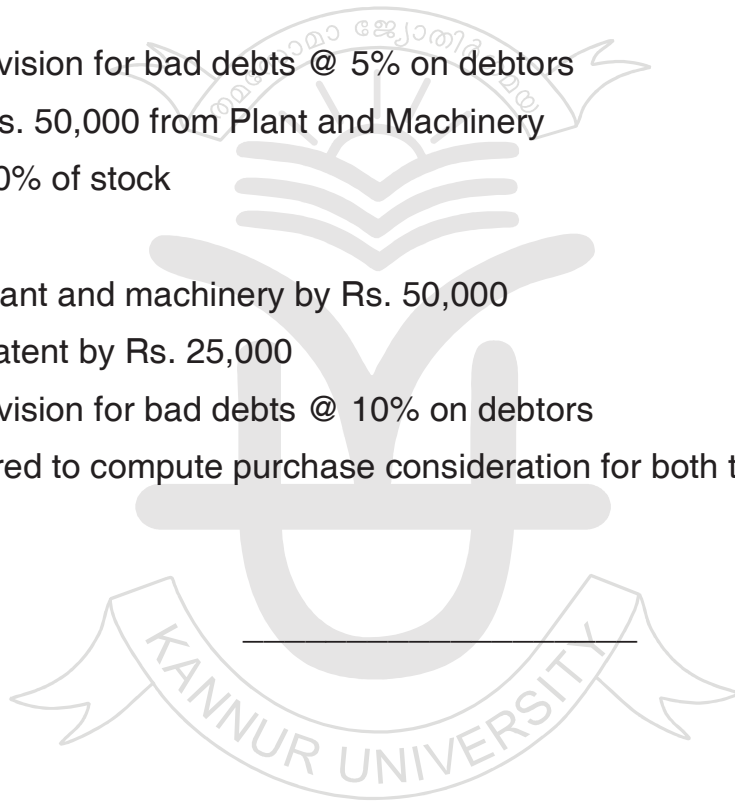 തമസോമാ ജ്യോതിർഗമയ
vision for bad debts @ 5% on debtors
s. 50,000 from Plant and Machinery
0% of stock
ant and machinery by Rs. 50,000
atent by Rs. 25,000
vision for bad debts @ 10% on debtors
red to compute purchase consideration for both t
KANNUR UNIVERSITY